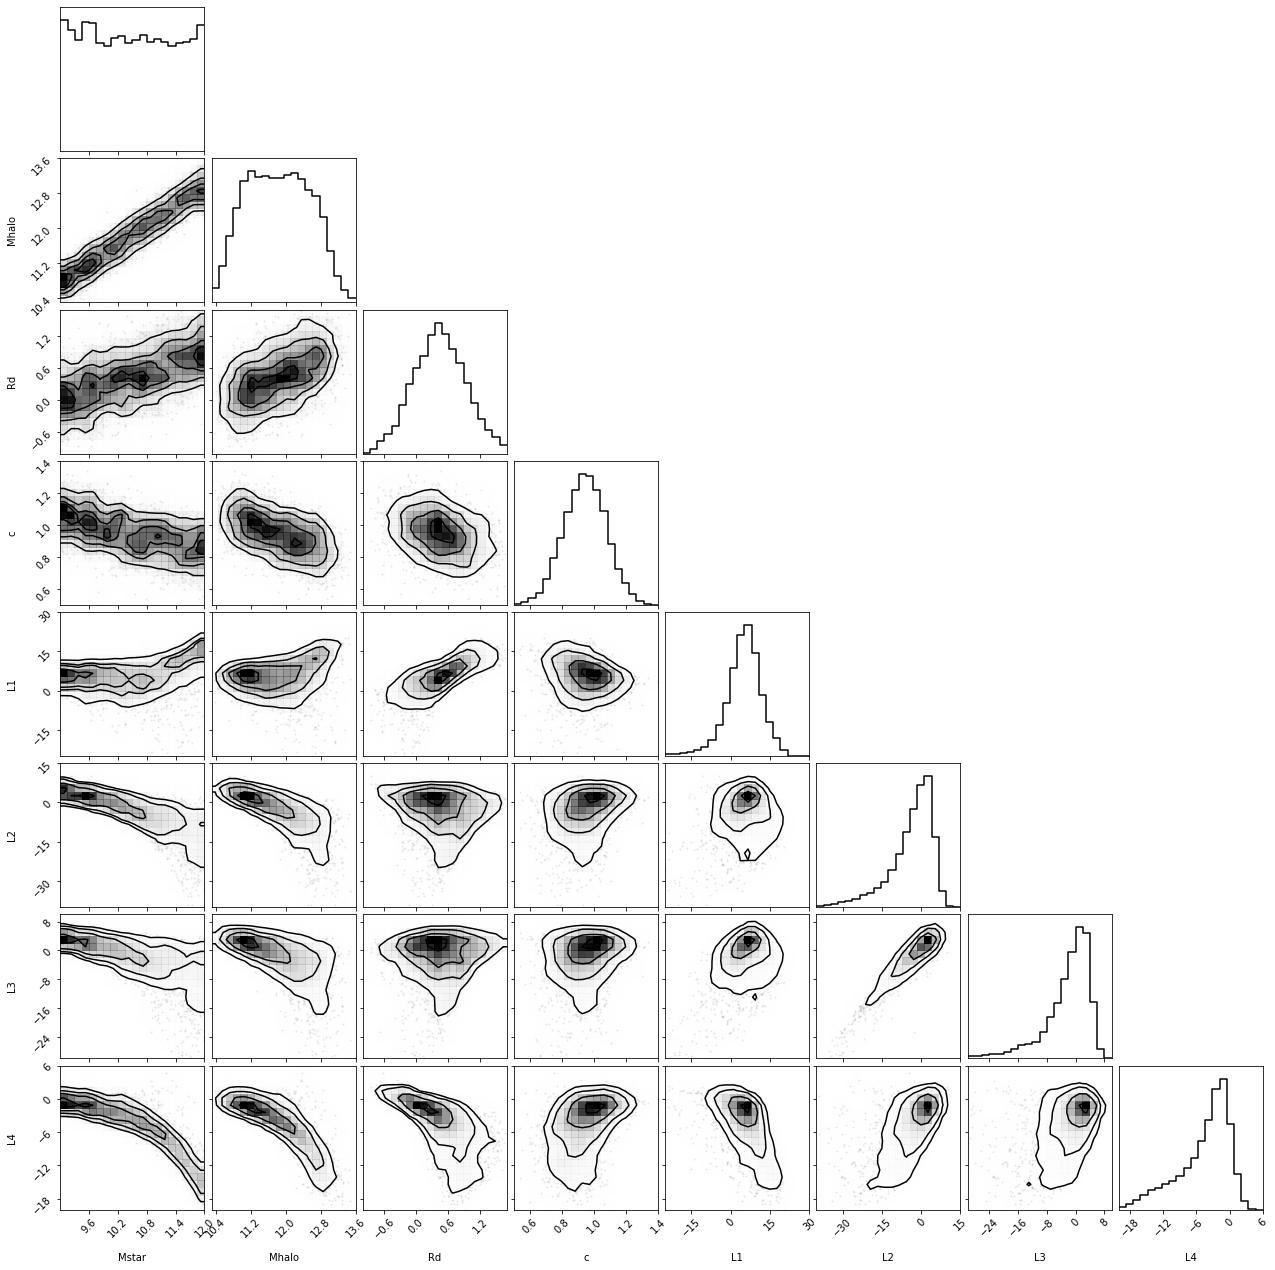 13.6
12.8
12.0
11.2
10.4
Mhalo
1.2
0.6
0.0
−0.6
Rd
1.4
1.2
1.0
0.8
0.6
c
30
15
0
−15
L1
15
0
−15
−30
L2
8
0
−8
−16
−24
L3
6
0
−6
−12
−18
L4
9.6 10.2 10.8 11.4 12.0
10.4 11.2 12.0 12.8 13.6
−0.6 0.0 0.6 1.2
0.6 0.8 1.0 1.2 1.4
−15 0 15 30
−30 −15 0 15
−24 −16 −8 0 8
−18 −12 −6 0 6
Mstar Mhalo Rd c L1 L2 L3 L4